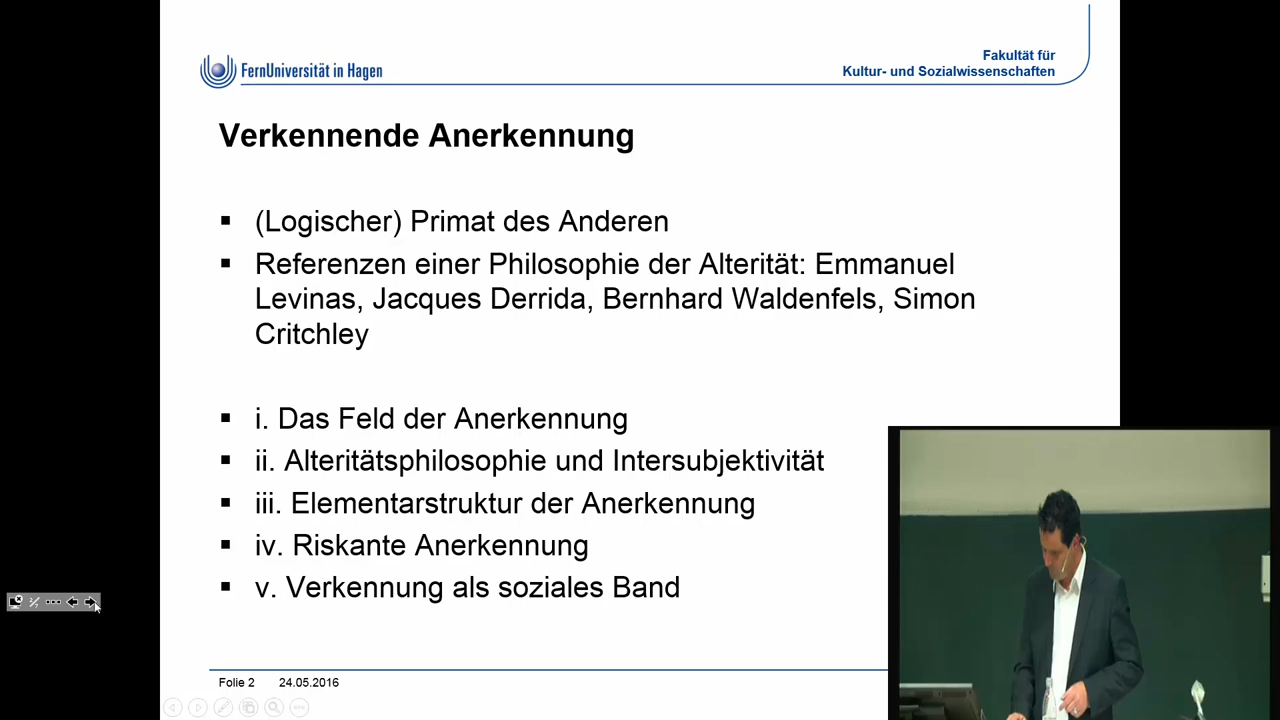 FernUniversität in Hagen
Fakultät für
Kultur- und Sozialwissenschaften
Verkennende Anerkennung
(Logischer) Primat des Anderen
Referenzen einer Philosophie der Alterität: Emmanuel
Levinas, Jacques Derrida, Bernhard Waldenfels, Simon
Critchley
i. Das Feld der Anerkennung
ii. Alteritätsphilosophie und Intersubjektivität
iii. Elementarstruktur der Anerkennung
iv. Riskante Anerkennung
v. Verkennung als soziales Band
Folie 2 24.05.2016